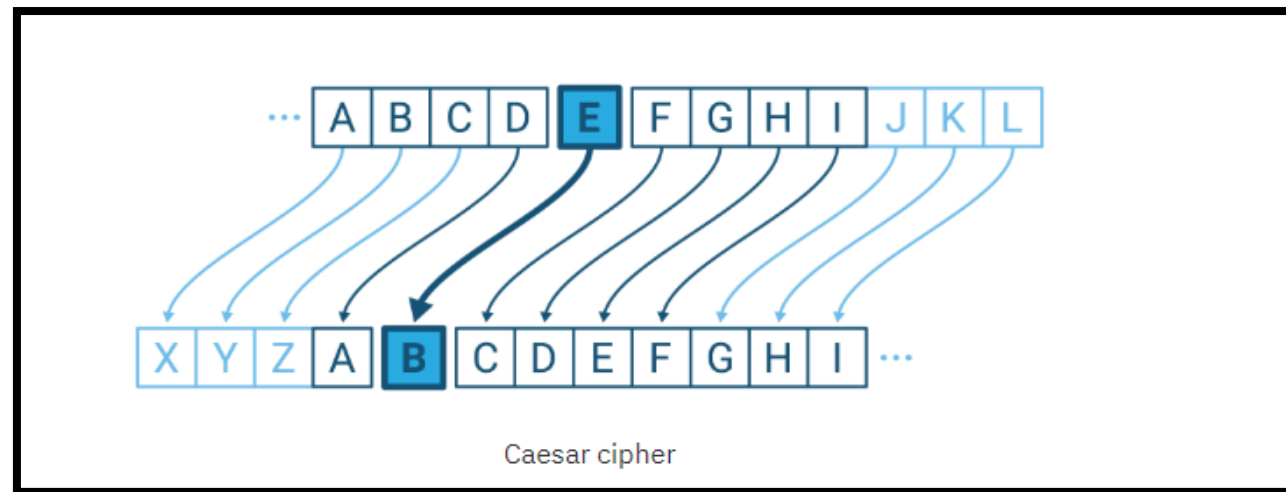 ... A B C D E F G H I J K L
X Y Z A B C D E F G H I ...
Caesar cipher